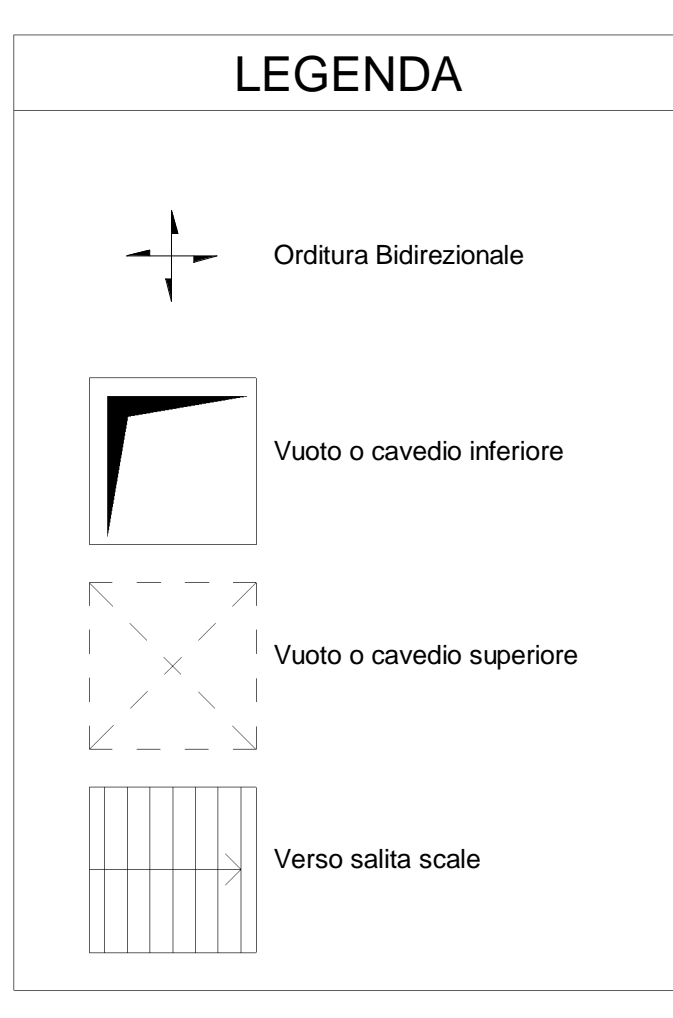 LEGENDA
Orditura Bidirezionale
Vuoto o cavedio inferiore
Vuoto o cavedio superiore
Verso salita scale